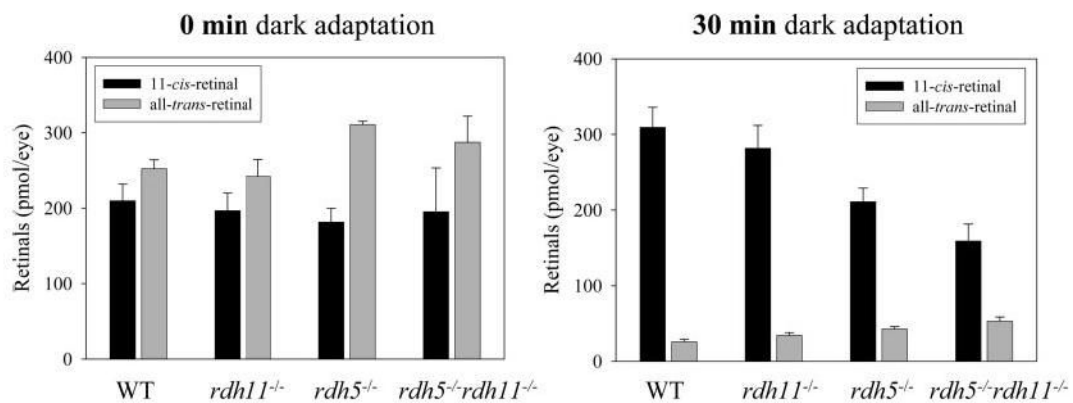 0 min dark adaptation
400
300
200
100
0
Retinals (pmol/eye)
11-cis-retinal
all-trans-retinal
WT
rdh11-/-
rdh5-/-
rdh5-/-rdh11-/-
30 min dark adaptation
400
300
200
100
0
Retinals (pmol/eye)
11-cis-retinal
all-trans-retinal
WT
rdh11-/-
rdh5-/-
rdh5-/-rdh11-/-